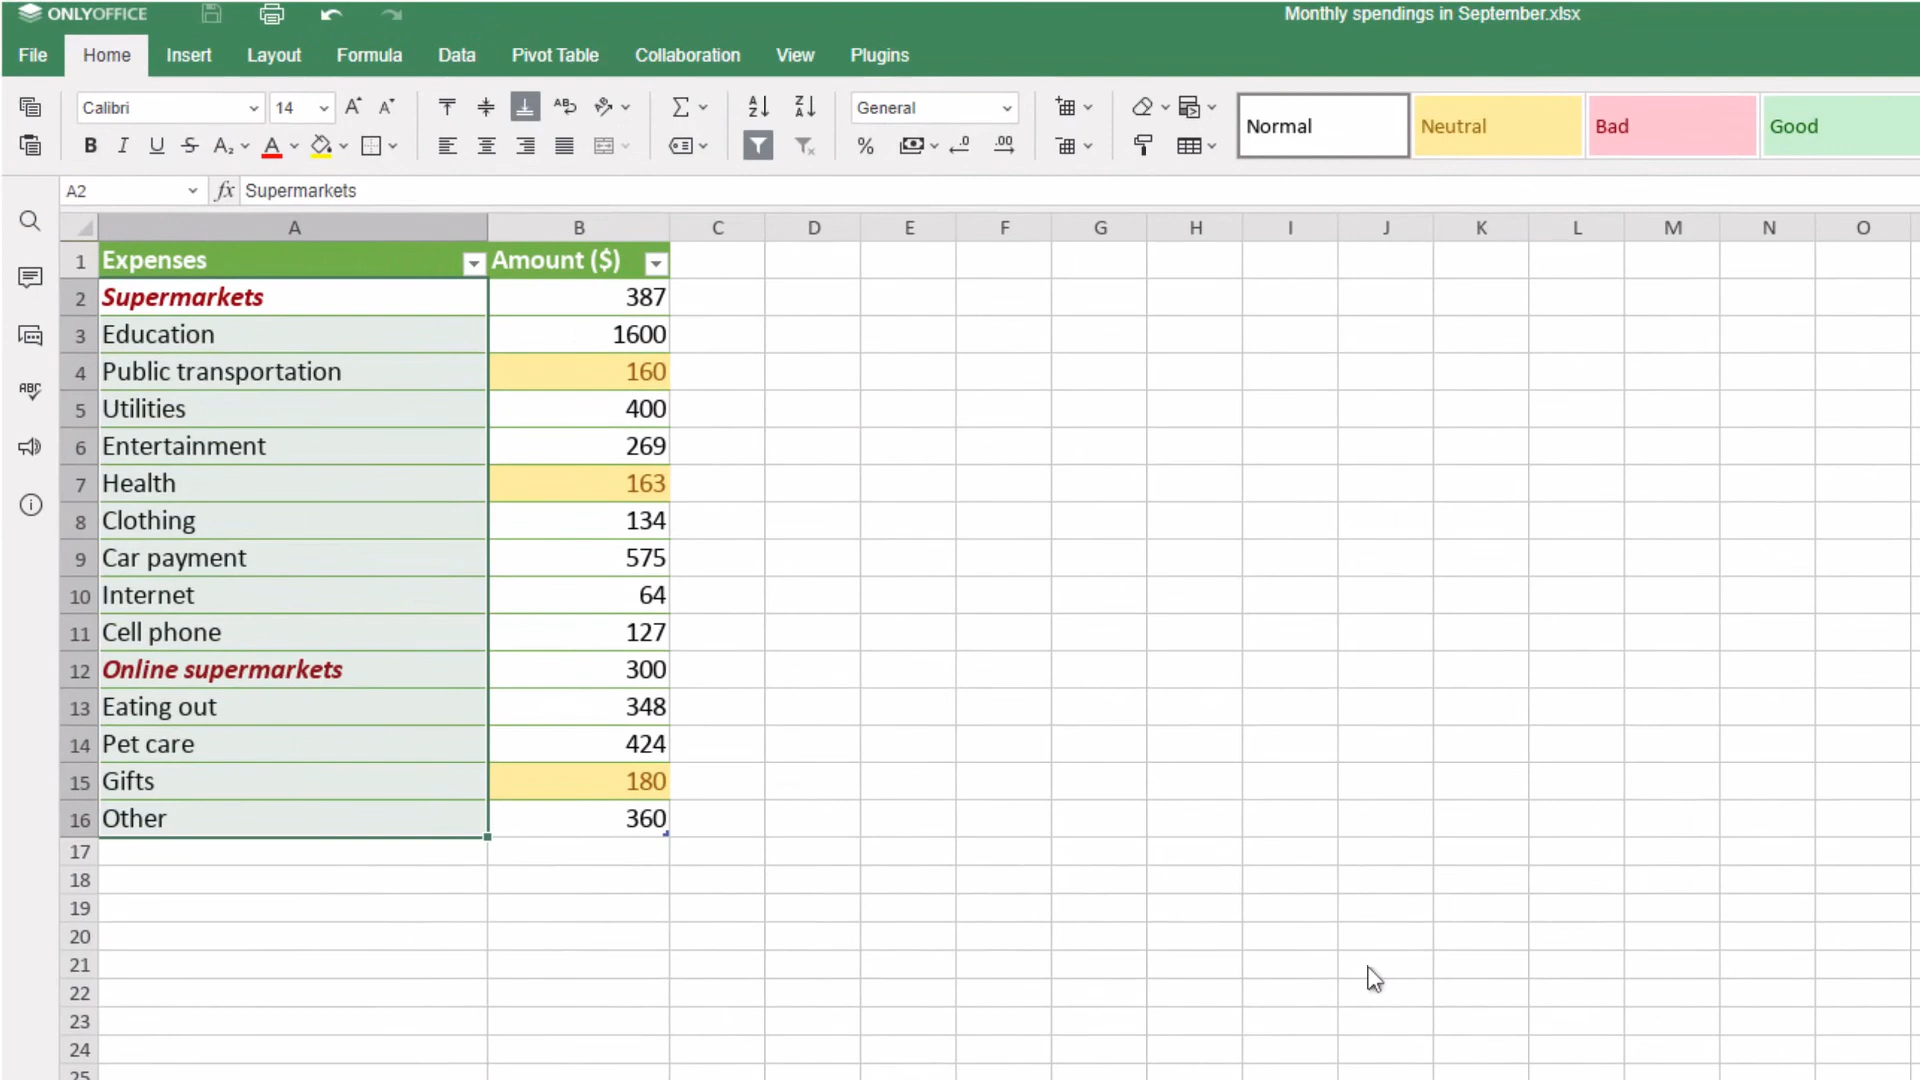 ONLYOFFICE
Monthly spendings in September.xlsx
File Home Insert Layout Formula Data Pivot Table Collaboration View Plugins
Calibri 14 General
Normal Neutral Bad Good
A2 fx Supermarkets
A B C D E F G H I J K L M N O
1 Expenses Amount ($)
2 Supermarkets 387
3 Education 1600
4 Public transportation 160
5 Utilities 400
6 Entertainment 269
7 Health 163
8 Clothing 134
9 Car payment 575
10 Internet 64
11 Cell phone 127
12 Online supermarkets 300
13 Eating out 348
14 Pet care 424
15 Gifts 180
16 Other 360
17
18
19
20
21
22
23
24
25